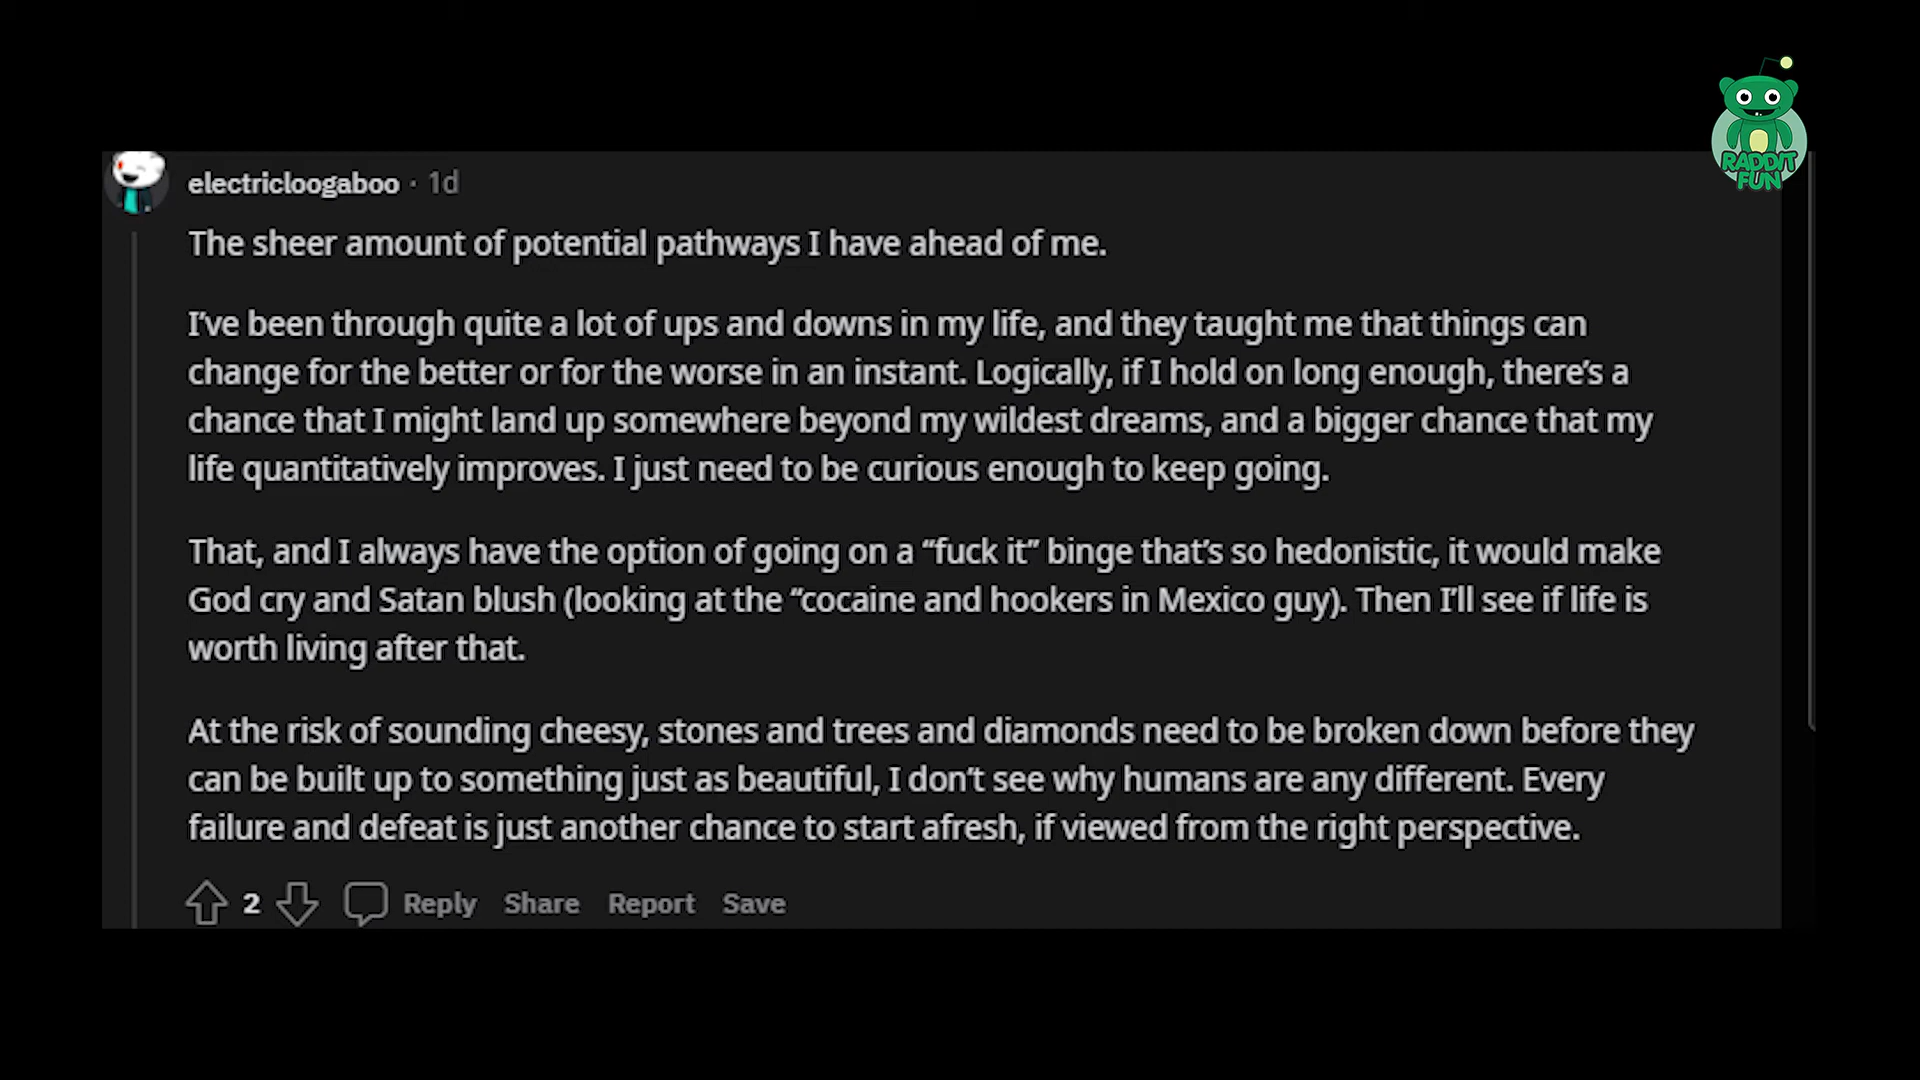 RADDIT
FUN
electricloogaboo · 1d
The sheer amount of potential pathways I have ahead of me.
I’ve been through quite a lot of ups and downs in my life, and they taught me that things can
change for the better or for the worse in an instant. Logically, if I hold on long enough, there’s a
chance that I might land up somewhere beyond my wildest dreams, and a bigger chance that my
life quantitatively improves. I just need to be curious enough to keep going.
That, and I always have the option of going on a “fuck it” binge that’s so hedonistic, it would make
God cry and Satan blush (looking at the “cocaine and hookers in Mexico guy). Then I’ll see if life is
worth living after that.
At the risk of sounding cheesy, stones and trees and diamonds need to be broken down before they
can be built up to something just as beautiful, I don’t see why humans are any different. Every
failure and defeat is just another chance to start afresh, if viewed from the right perspective.
2 Reply Share Report Save